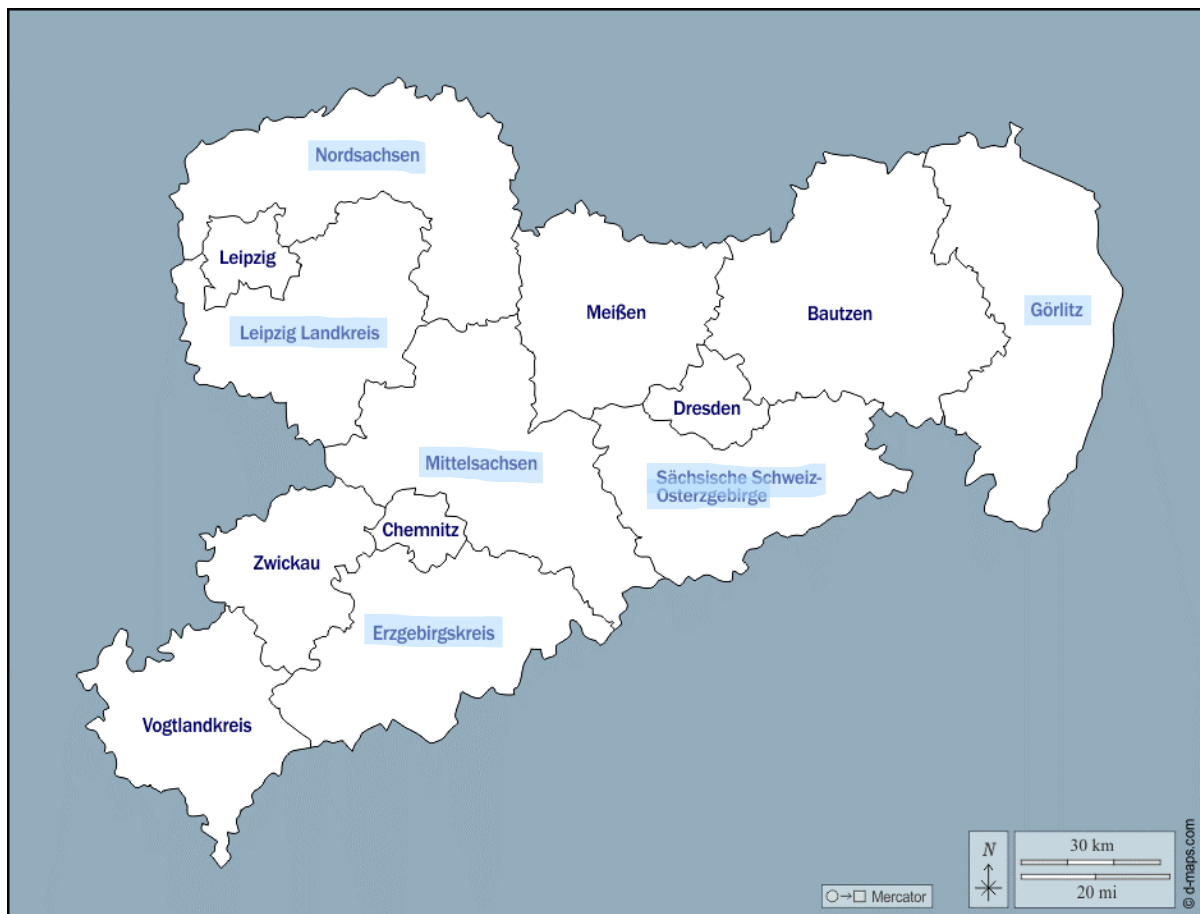 Nordsachsen
Leipzig
Leipzig Landkreis
Meißen
Bautzen
Görlitz
Dresden
Mittelsachsen
Sächsische Schweiz-
Osterzgebirge
Chemnitz
Zwickau
Erzgebirgskreis
Vogtlandkreis
N
30 km
20 mi
Mercator
© d-maps.com